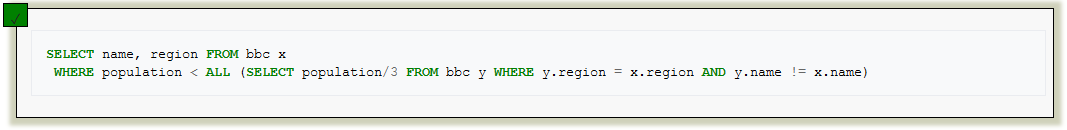 ✓
SELECT name, region FROM bbc x
WHERE population < ALL (SELECT population/3 FROM bbc y WHERE y.region = x.region AND y.name != x.name)